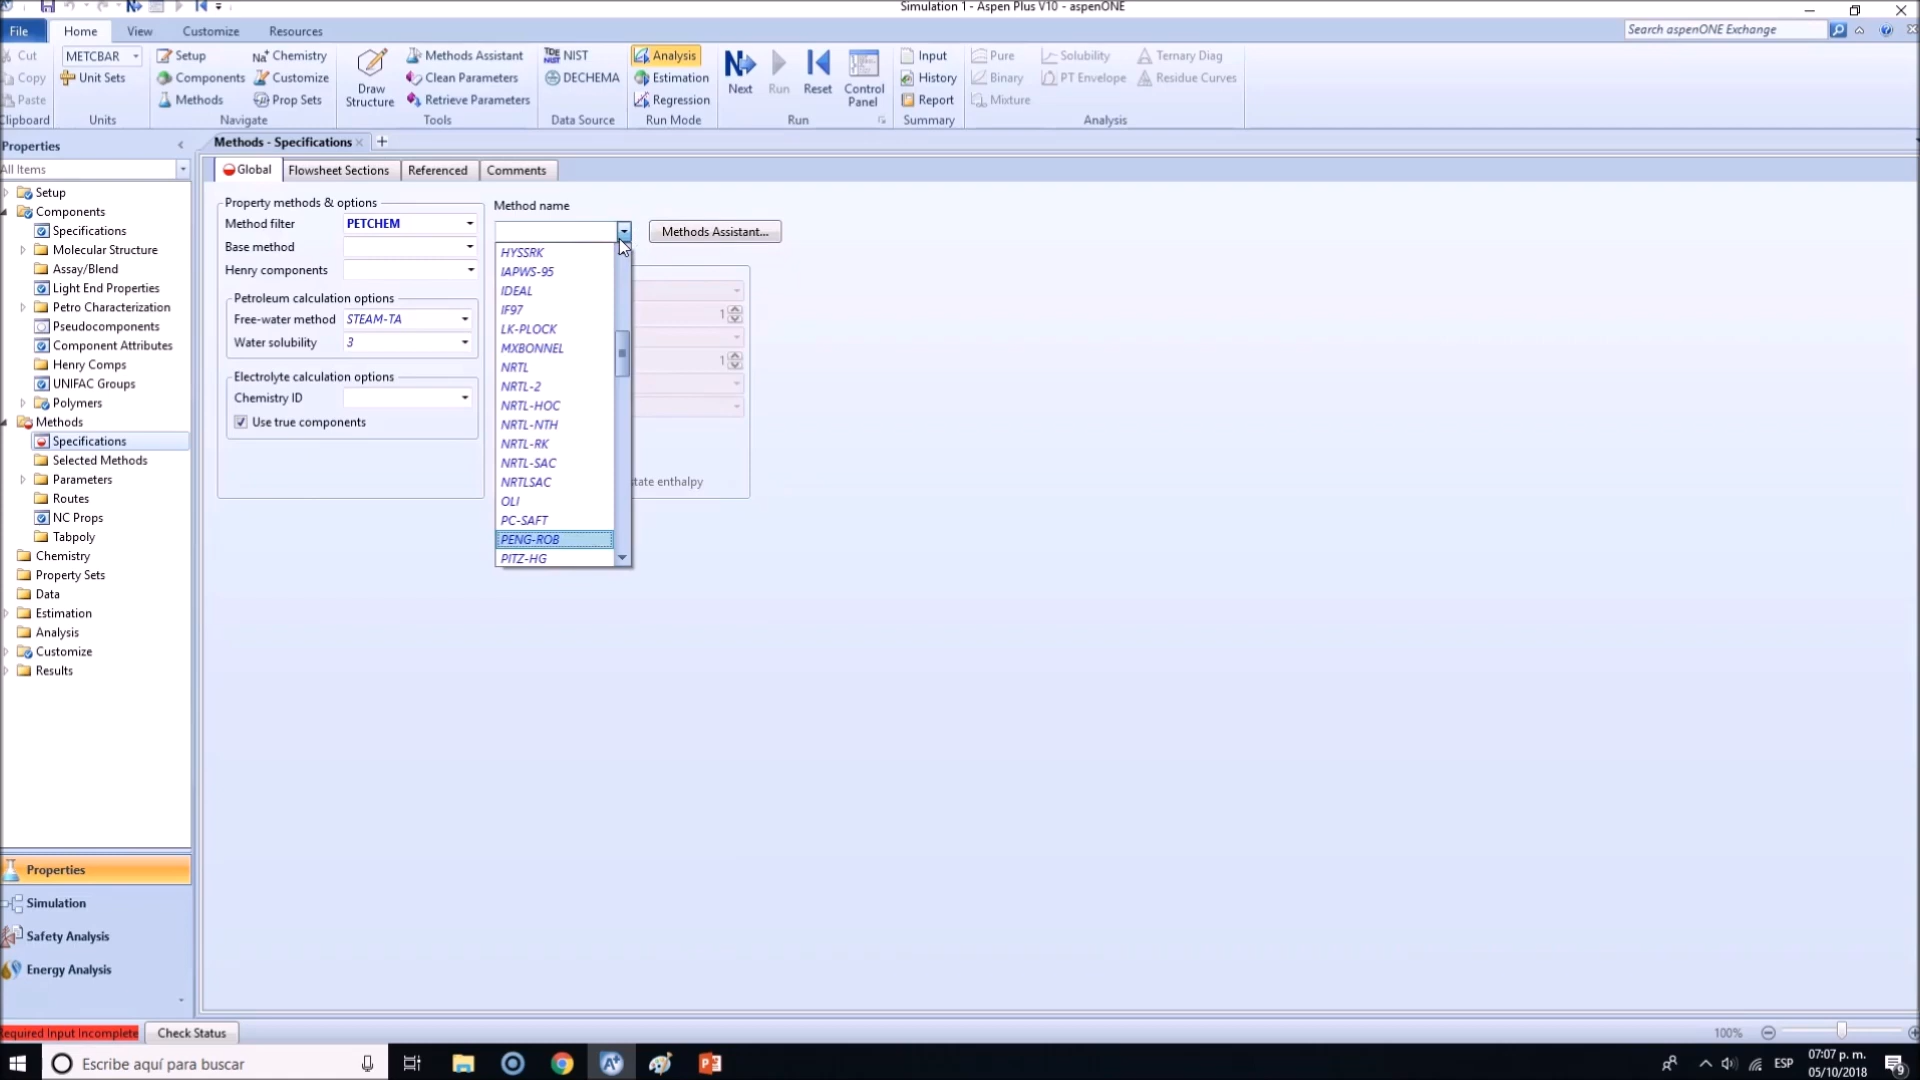 Simulation 1 - Aspen Plus V10 - aspenONE
File Home View Customize Resources
Search aspenONE Exchange
Cut METCBAR Setup Na+ Chemistry Methods Assistant NIST Analysis Input Pure Solubility Ternary Diag
Copy Unit Sets Components Customize Clean Parameters DECHEMA Estimation Next Run Reset Control Panel History Binary PT Envelope Residue Curves
Paste Methods Prop Sets Draw Structure Retrieve Parameters Regression Report Mixture
Clipboard Units Navigate Tools Data Source Run Mode Run Summary Analysis
Properties
Methods - Specifications
All Items
Global Flowsheet Sections Referenced Comments
Setup
Components
Specifications
Molecular Structure
Assay/Blend
Light End Properties
Petro Characterization
Pseudocomponents
Component Attributes
Henry Comps
UNIFAC Groups
Polymers
Methods
Specifications
Selected Methods
Parameters
Routes
NC Props
Tabpoly
Chemistry
Property Sets
Data
Estimation
Analysis
Customize
Results
Properties
Simulation
Safety Analysis
Energy Analysis
Property methods & options
Method filter PETCHEM
Base method
Henry components
Petroleum calculation options
Free-water method STEAM-TA
Water solubility 3
Electrolyte calculation options
Chemistry ID
Use true components
Method name
Methods Assistant...
HYSSRK
IAPWS-95
IDEAL
IF97
LK-PLOCK
MXBONNEL
NRTL
NRTL-2
NRTL-HOC
NRTL-NTH
NRTL-RK
NRTL-SAC
NRTLSAC
OLI
PC-SAFT
PENG-ROB
PITZ-HG
1
1
tate enthalpy
Required Input Incomplete Check Status
100%
Escribe aquí para buscar
ESP
07:07 p. m.
05/10/2018
9